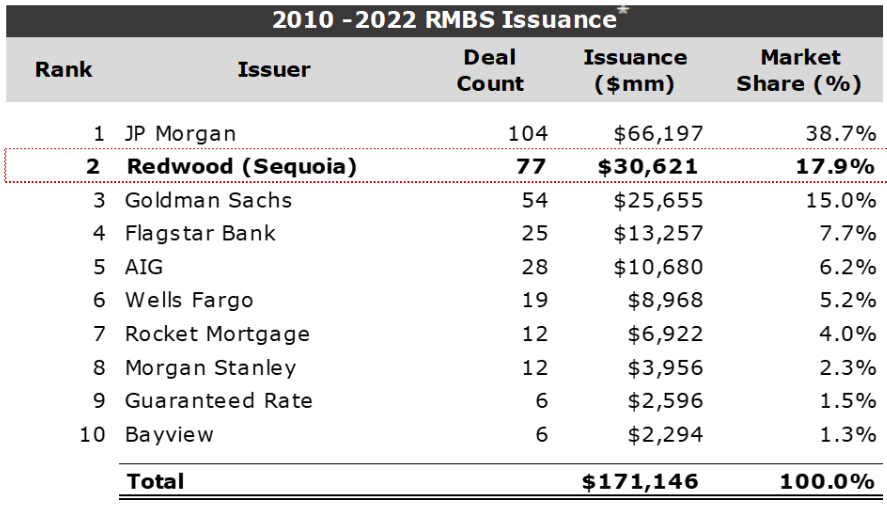 2010 -2022 RMBS Issuance*
Rank Issuer Deal Count Issuance ($mm) Market Share (%)
1 JP Morgan 104 $66,197 38.7%
2 Redwood (Sequoia) 77 $30,621 17.9%
3 Goldman Sachs 54 $25,655 15.0%
4 Flagstar Bank 25 $13,257 7.7%
5 AIG 28 $10,680 6.2%
6 Wells Fargo 19 $8,968 5.2%
7 Rocket Mortgage 12 $6,922 4.0%
8 Morgan Stanley 12 $3,956 2.3%
9 Guaranteed Rate 6 $2,596 1.5%
10 Bayview 6 $2,294 1.3%
Total $171,146 100.0%